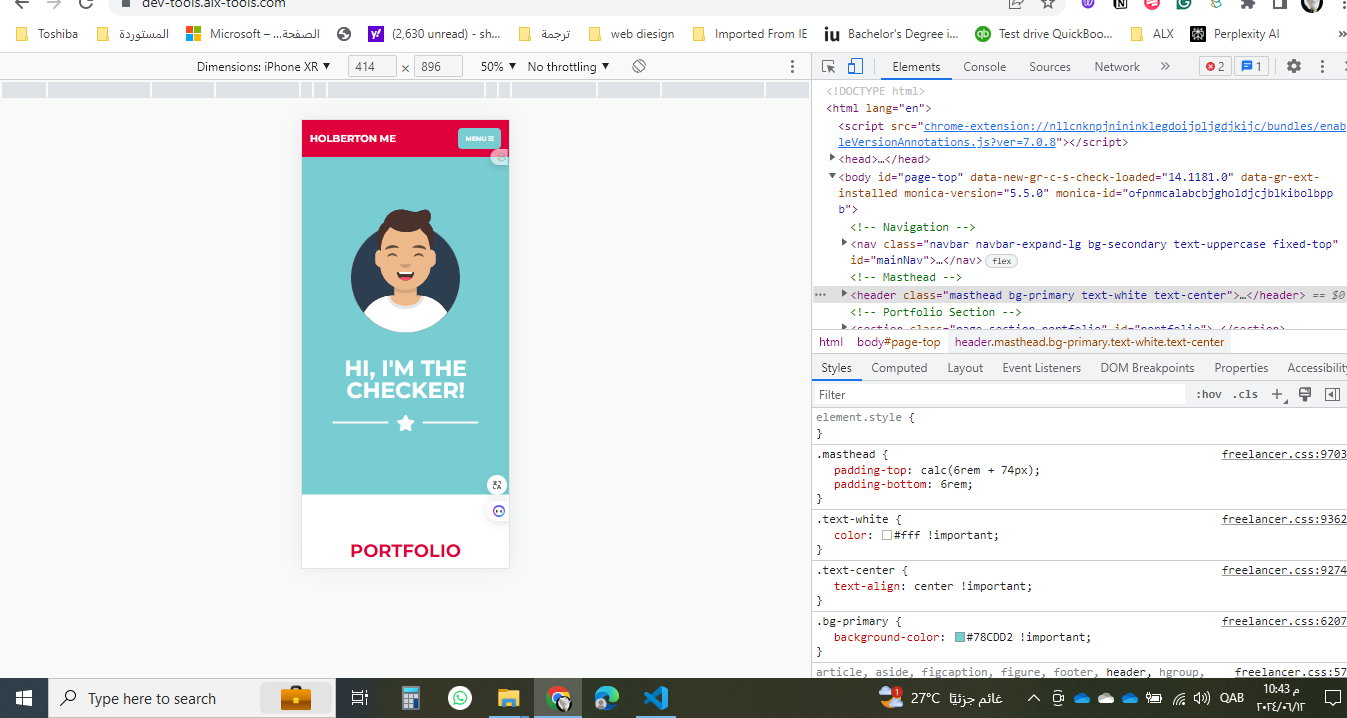 dev-tools.alx-tools.com
Toshiba
المستوردة
Microsoft – الصفحة...
(2,630 unread) - sh...
ترجمة
web diesign
Imported From IE
iu Bachelor's Degree i...
qb Test drive QuickBoo...
ALX
Perplexity AI
»
Dimensions: iPhone XR ▼ 414 × 896 50% ▼ No throttling ▼
Elements Console Sources Network » 2 1
HOLBERTON ME
MENU
HI, I'M THE
CHECKER!
PORTFOLIO
<!DOCTYPE html>
<html lang="en">
<script src="chrome-extension://nllcnknpjnininklegdoijpljgdjkijc/bundles/enab
leVersionAnnotations.js?ver=7.0.8"></script>
<head>…</head>
<body id="page-top" data-new-gr-c-s-check-loaded="14.1181.0" data-gr-ext-
installed monica-version="5.5.0" monica-id="ofpnmcalabcbjgholdjcjblkibolbpp
b">
<!-- Navigation -->
<nav class="navbar navbar-expand-lg bg-secondary text-uppercase fixed-top"
id="mainNav">…</nav> flex
<!-- Masthead -->
<header class="masthead bg-primary text-white text-center">…</header> == $0
<!-- Portfolio Section -->
<section class="page-section portfolio" id="portfolio">…</section>
html body#page-top header.masthead.bg-primary.text-white.text-center
Styles Computed Layout Event Listeners DOM Breakpoints Properties Accessibility
Filter :hov .cls +
element.style {
}
.masthead { freelancer.css:9703
padding-top: calc(6rem + 74px);
padding-bottom: 6rem;
}
.text-white { freelancer.css:9362
color: #fff !important;
}
.text-center { freelancer.css:9274
text-align: center !important;
}
.bg-primary { freelancer.css:6207
background-color: #78CDD2 !important;
}
article, aside, figcaption, figure, footer, header, hgroup, freelancer.css:57
Type here to search
1
27°C غائم جزئيًا
QAB
10:43 م
٢٠٢٤/٠٦/١٢